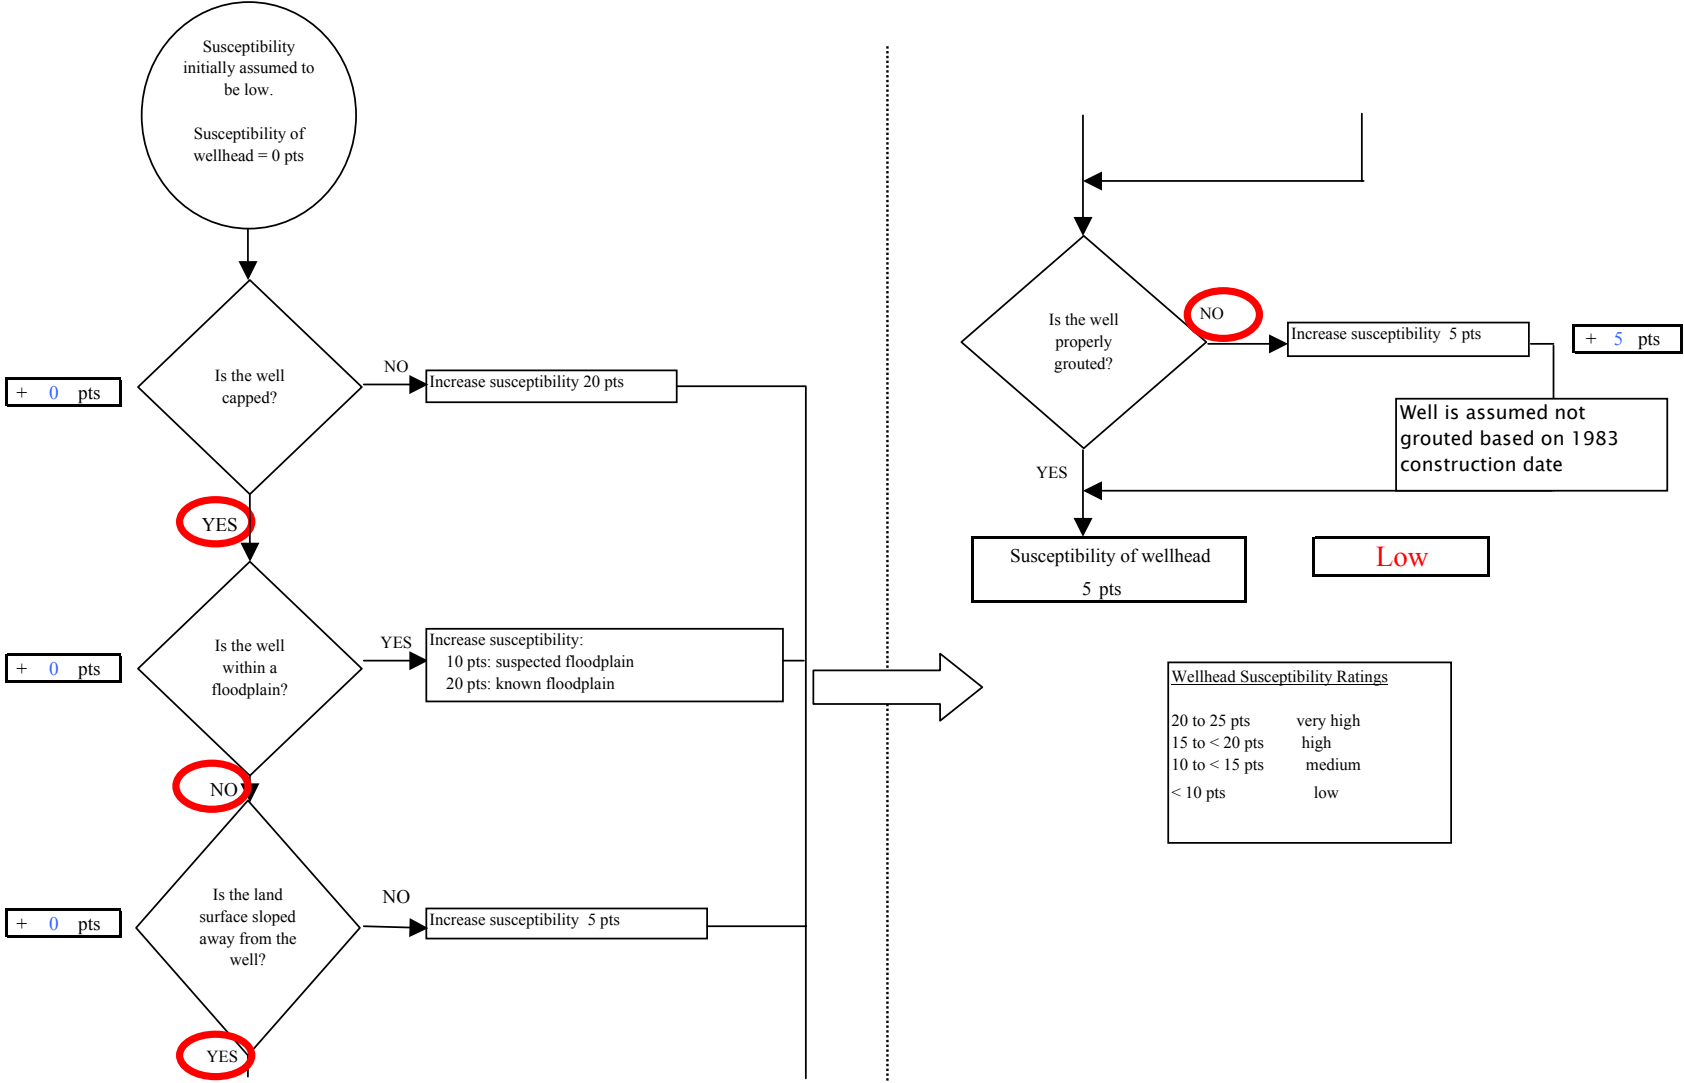 Susceptibility
initially assumed to
be low.
Susceptibility of
wellhead = 0 pts
Is the well
capped?
NO
Increase susceptibility 20 pts
+ 0 pts
YES
Is the well
within a
floodplain?
YES
Increase susceptibility:
10 pts: suspected floodplain
20 pts: known floodplain
+ 0 pts
NO
Is the land
surface sloped
away from the
well?
NO
Increase susceptibility 5 pts
+ 0 pts
YES
Is the well
properly
grouted?
NO
Increase susceptibility 5 pts
+ 5 pts
Well is assumed not
grouted based on 1983
construction date
YES
Susceptibility of wellhead
5 pts
Low
Wellhead Susceptibility Ratings
20 to 25 pts very high
15 to < 20 pts high
10 to < 15 pts medium
< 10 pts low